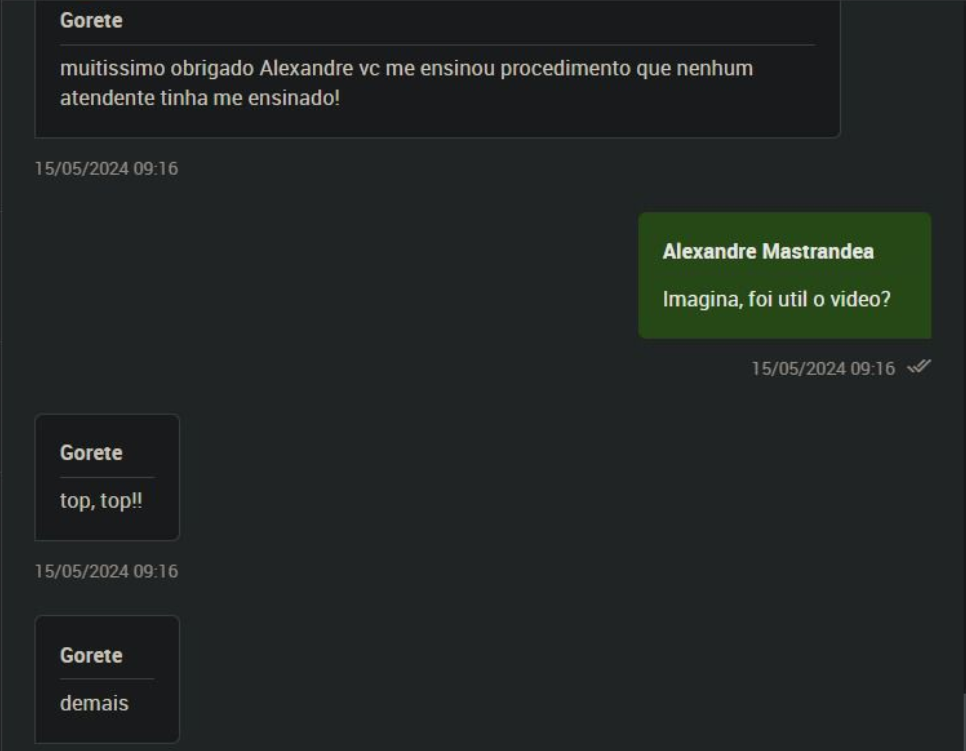 Gorete
muitissimo obrigado Alexandre vc me ensinou procedimento que nenhum
atendente tinha me ensinado!
15/05/2024 09:16
Alexandre Mastrandea
Imagina, foi util o video?
15/05/2024 09:16
Gorete
top, top!!
15/05/2024 09:16
Gorete
demais